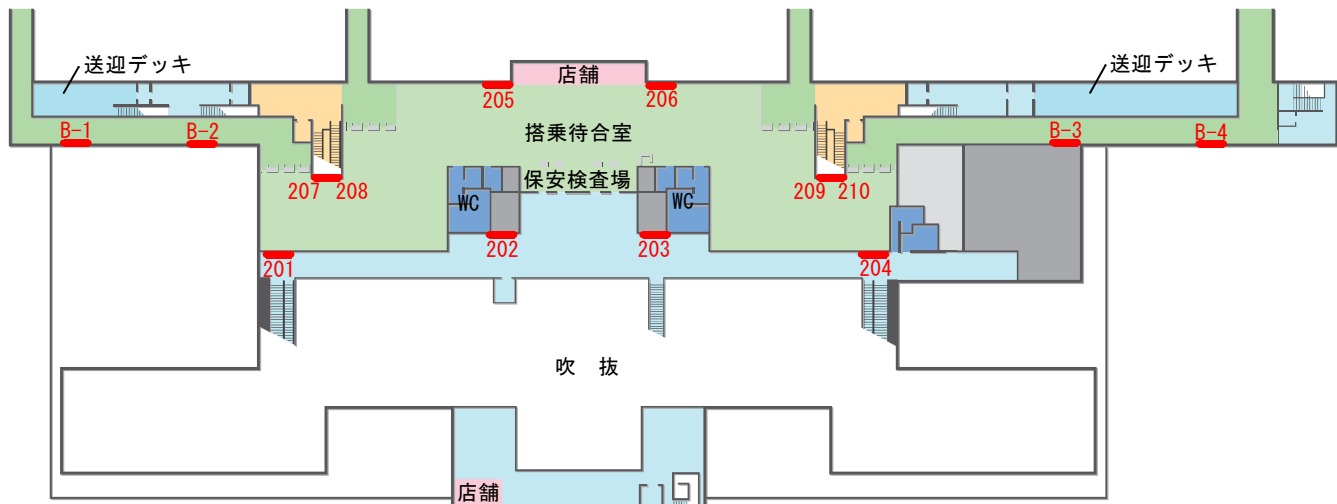 送迎デッキ
店舗
送迎デッキ
205
206
B-1
B-2
搭乗待合室
B-3
B-4
207
208
保安検査場
209
210
WC
WC
202
203
201
204
吹 抜
店舗